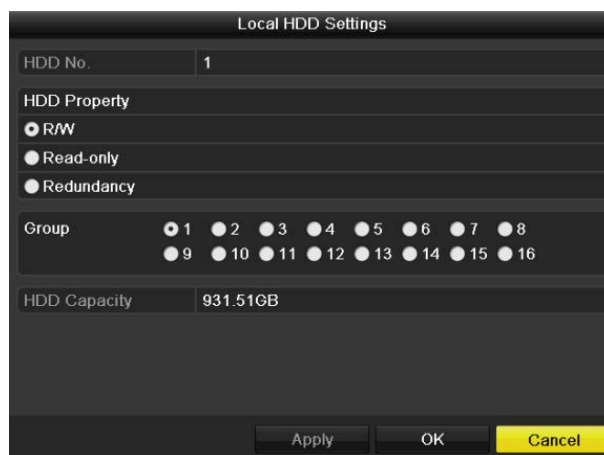 Local HDD Settings
HDD No. 1
HDD Property
R/W
Read-only
Redundancy
Group 1 2 3 4 5 6 7 8
9 10 11 12 13 14 15 16
HDD Capacity 931.51GB
Apply OK Cancel